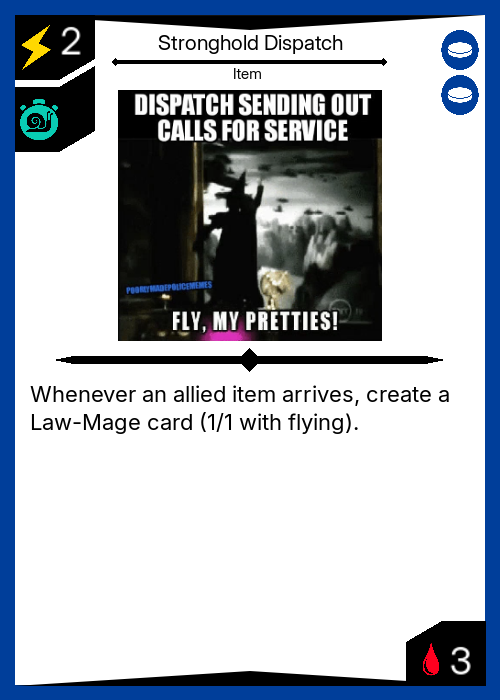 2
Stronghold Dispatch
Item
DISPATCH SENDING OUT
CALLS FOR SERVICE
POORLYMADEPOLICEMEMES
FLY, MY PRETTIES!
Whenever an allied item arrives, create a
Law-Mage card (1/1 with flying).
3